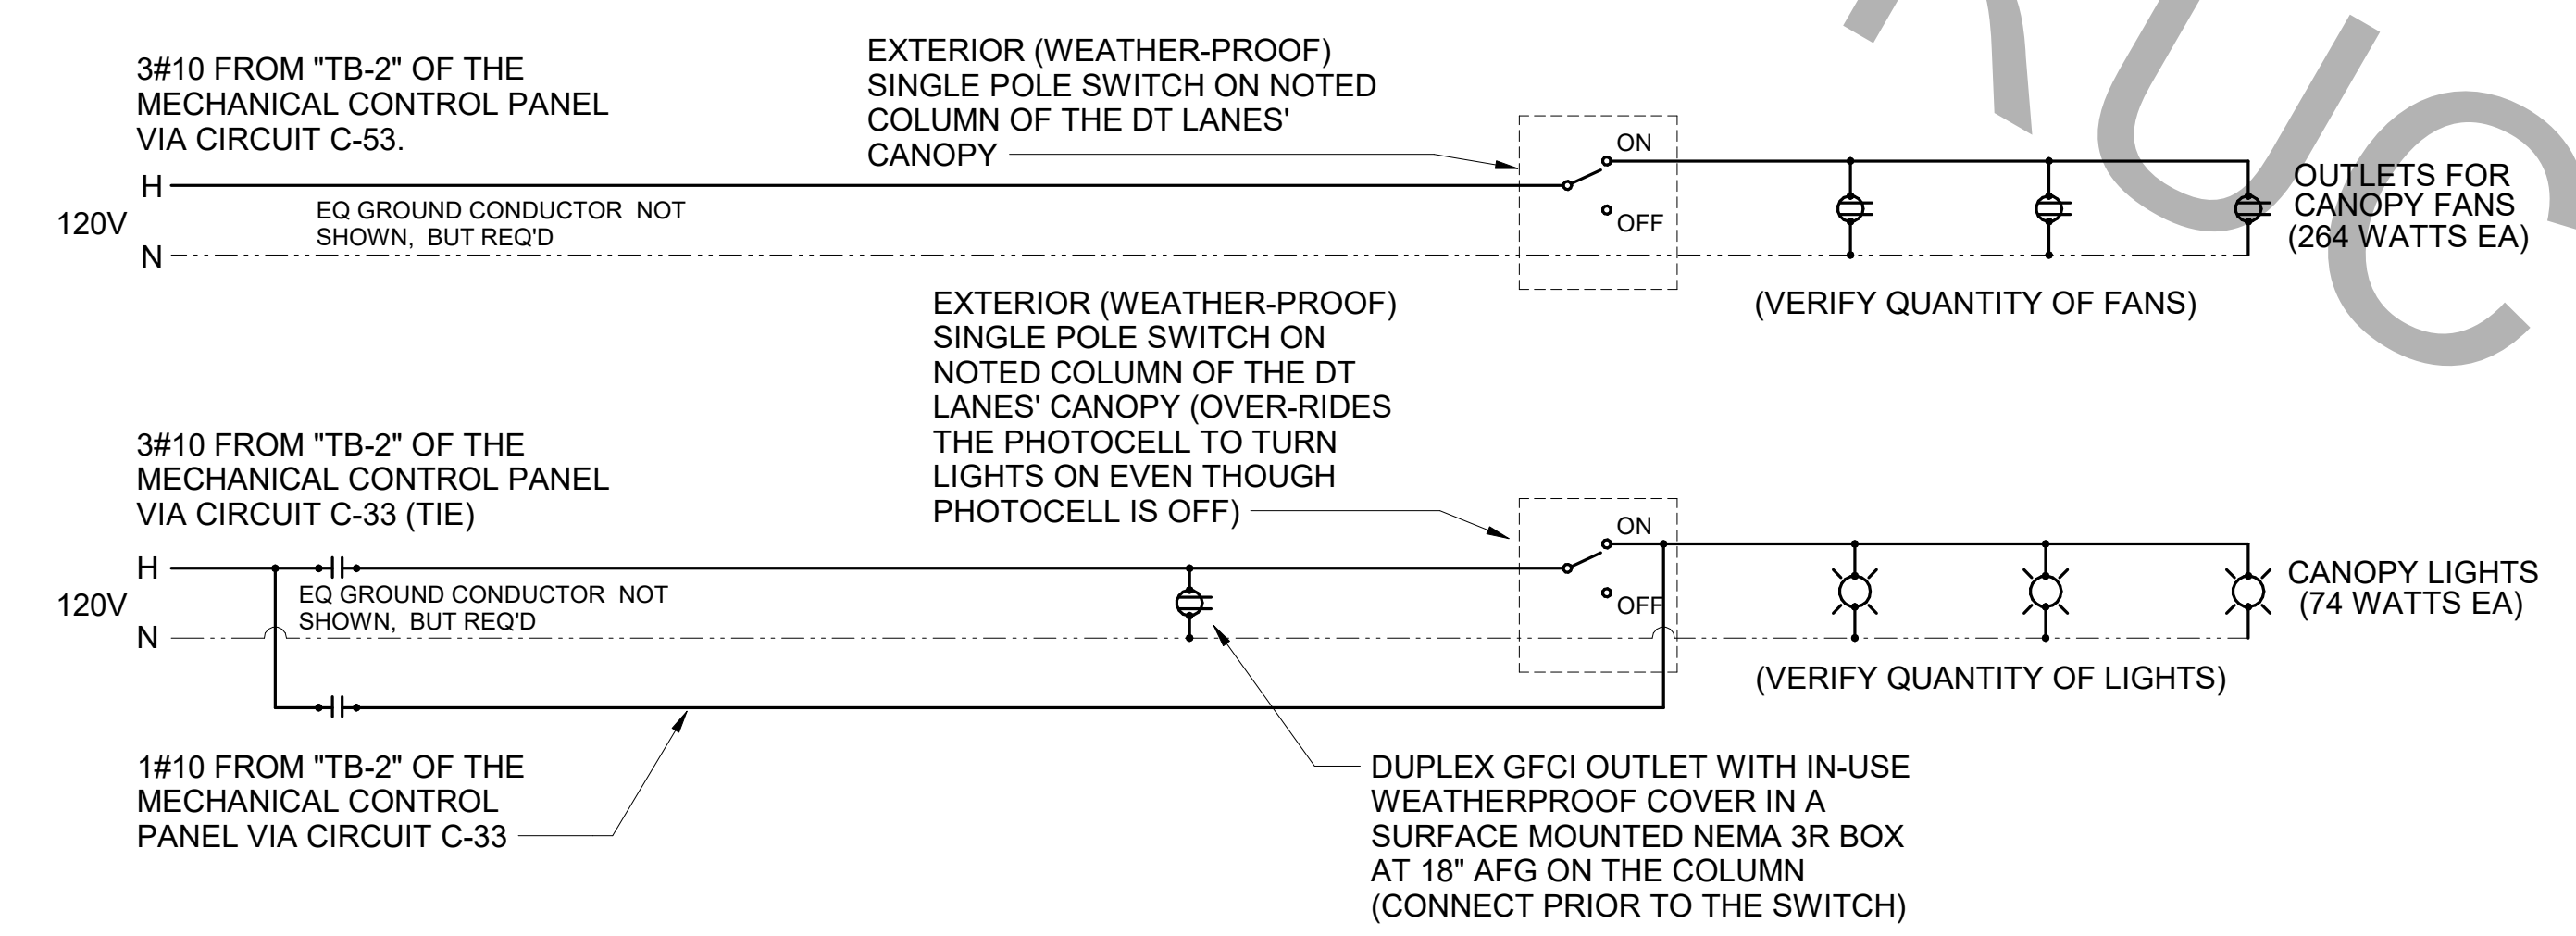 3#10 FROM "TB-2" OF THE
MECHANICAL CONTROL PANEL
VIA CIRCUIT C-53.
EXTERIOR (WEATHER-PROOF)
SINGLE POLE SWITCH ON NOTED
COLUMN OF THE DT LANES'
CANOPY
ON
OFF
H
120V
N
EQ GROUND CONDUCTOR NOT
SHOWN, BUT REQ'D
OUTLETS FOR
CANOPY FANS
(264 WATTS EA)
(VERIFY QUANTITY OF FANS)
EXTERIOR (WEATHER-PROOF)
SINGLE POLE SWITCH ON
NOTED COLUMN OF THE DT
LANES' CANOPY (OVER-RIDES
THE PHOTOCELL TO TURN
LIGHTS ON EVEN THOUGH
PHOTOCELL IS OFF)
3#10 FROM "TB-2" OF THE
MECHANICAL CONTROL PANEL
VIA CIRCUIT C-33 (TIE)
ON
OFF
H
120V
N
EQ GROUND CONDUCTOR NOT
SHOWN, BUT REQ'D
CANOPY LIGHTS
(74 WATTS EA)
(VERIFY QUANTITY OF LIGHTS)
1#10 FROM "TB-2" OF THE
MECHANICAL CONTROL
PANEL VIA CIRCUIT C-33
DUPLEX GFCI OUTLET WITH IN-USE
WEATHERPROOF COVER IN A
SURFACE MOUNTED NEMA 3R BOX
AT 18" AFG ON THE COLUMN
(CONNECT PRIOR TO THE SWITCH)